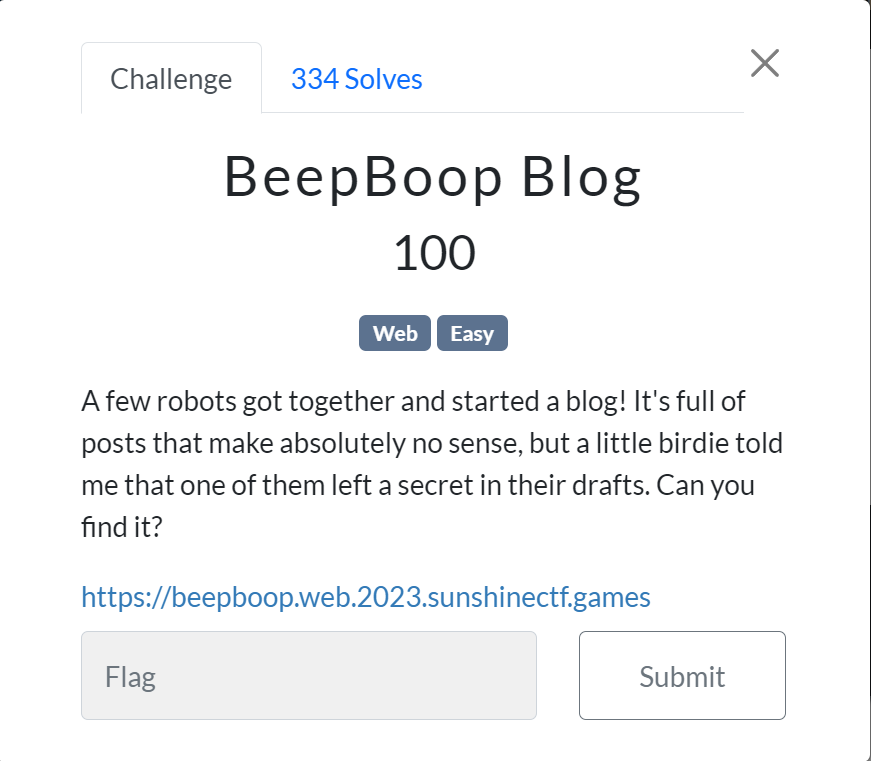 Challenge
334 Solves
BeepBoop Blog
100
Web Easy
A few robots got together and started a blog! It's full of
posts that make absolutely no sense, but a little birdie told
me that one of them left a secret in their drafts. Can you
find it?
https://beepboop.web.2023.sunshinectf.games
Flag
Submit